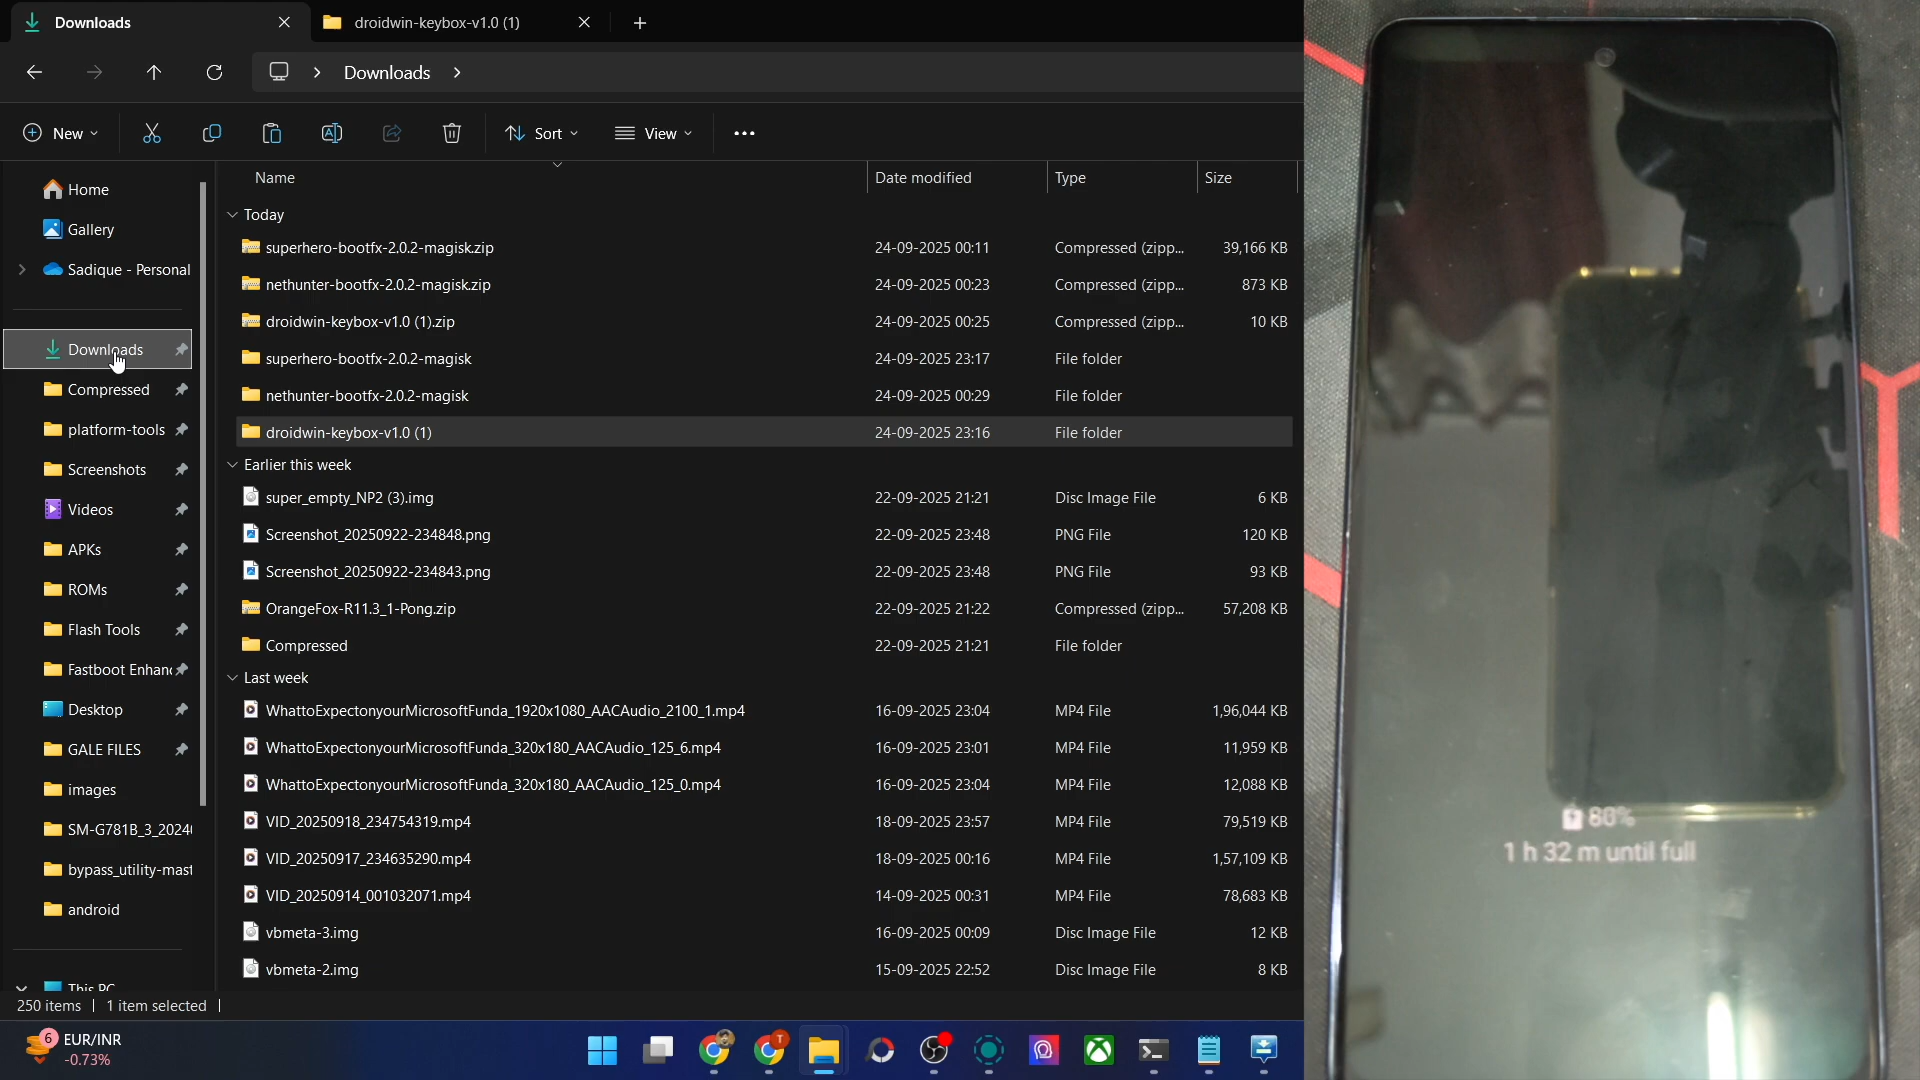 Downloads
droidwin-keybox-v1.0 (1)
Downloads
New
Sort
View
Name
Date modified
Type
Size
Home
Gallery
Sadique - Personal
Downloads
Compressed
platform-tools
Screenshots
Videos
APKs
ROMs
Flash Tools
Fastboot Enhanc
Desktop
GALE FILES
images
SM-G781B_3_2024
bypass_utility-mast
android
This PC
Today
superhero-bootfx-2.0.2-magisk.zip 24-09-2025 00:11 Compressed (zipp... 39,166 KB
nethunter-bootfx-2.0.2-magisk.zip 24-09-2025 00:23 Compressed (zipp... 873 KB
droidwin-keybox-v1.0 (1).zip 24-09-2025 00:25 Compressed (zipp... 10 KB
superhero-bootfx-2.0.2-magisk 24-09-2025 23:17 File folder
nethunter-bootfx-2.0.2-magisk 24-09-2025 00:29 File folder
droidwin-keybox-v1.0 (1) 24-09-2025 23:16 File folder
Earlier this week
super_empty_NP2 (3).img 22-09-2025 21:21 Disc Image File 6 KB
Screenshot_20250922-234848.png 22-09-2025 23:48 PNG File 120 KB
Screenshot_20250922-234843.png 22-09-2025 23:48 PNG File 93 KB
OrangeFox-R11.3_1-Pong.zip 22-09-2025 21:22 Compressed (zipp... 57,208 KB
Compressed 22-09-2025 21:21 File folder
Last week
WhattoExpectonyourMicrosoftFunda_1920x1080_AACAudio_2100_1.mp4 16-09-2025 23:04 MP4 File 1,96,044 KB
WhattoExpectonyourMicrosoftFunda_320x180_AACAudio_125_6.mp4 16-09-2025 23:01 MP4 File 11,959 KB
WhattoExpectonyourMicrosoftFunda_320x180_AACAudio_125_0.mp4 16-09-2025 23:04 MP4 File 12,088 KB
VID_20250918_234754319.mp4 18-09-2025 23:57 MP4 File 79,519 KB
VID_20250917_234635290.mp4 18-09-2025 00:16 MP4 File 1,57,109 KB
VID_20250914_001032071.mp4 14-09-2025 00:31 MP4 File 78,683 KB
vbmeta-3.img 16-09-2025 00:09 Disc Image File 12 KB
vbmeta-2.img 15-09-2025 22:52 Disc Image File 8 KB
250 items
1 item selected
6
EUR/INR
-0.73%
T
80%
1 h 32 m until full